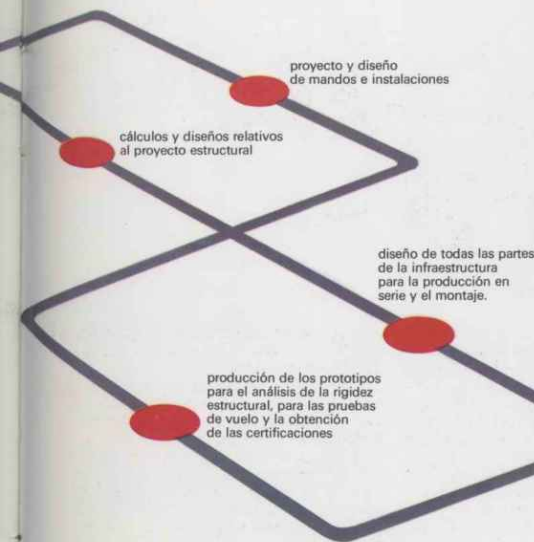 proyecto y diseño
de mandos e instalaciones
cálculos y diseños relativos
al proyecto estructural
diseño de todas las partes
de la infraestructura
para la producción en
serie y el montaje.
producción de los prototipos
para el análisis de la rigidez
estructural, para las pruebas
de vuelo y la obtención
de las certificaciones